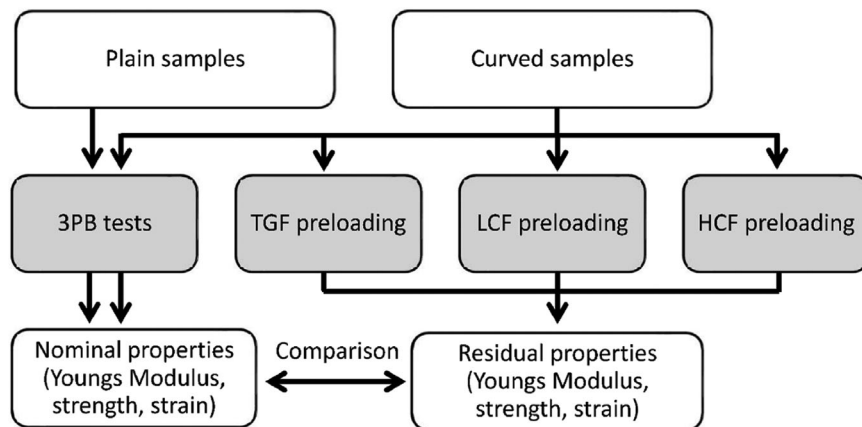 Plain samples
Curved samples
3PB tests
TGF preloading
LCF preloading
HCF preloading
Nominal properties
(Youngs Modulus,
strength, strain)
Comparison
Residual properties
(Youngs Modulus,
strength, strain)